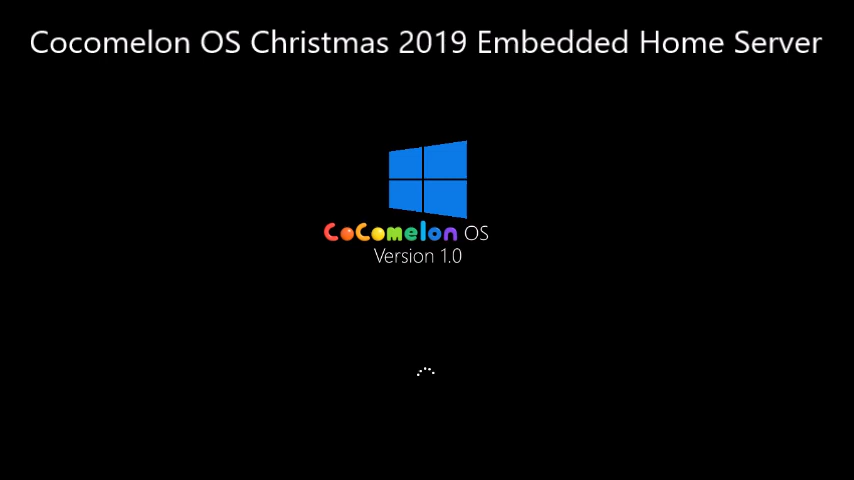 Cocomelon OS Christmas 2019 Embedded Home Server
CoComelon OS
Version 1.0